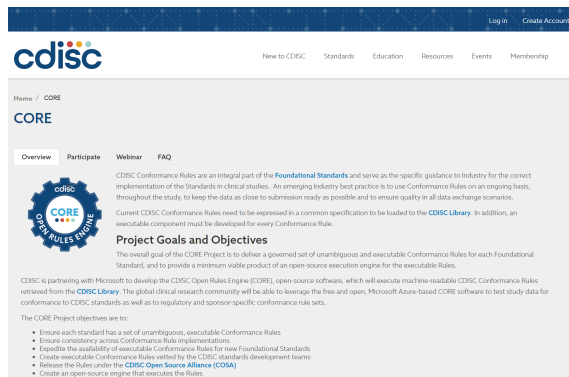 Log in Create Account
cdisc
New to CDISC Standards Education Resources Events Membership
Home / CORE
CORE
Overview Participate Webinar FAQ
cdisc
CORE
OPEN RULES ENGINE
CDISC Conformance Rules are an integral part of the Foundational Standards and serve as the specific guidance to Industry for the correct
implementation of the Standards in clinical studies. An emerging Industry best practice is to use Conformance Rules on an ongoing basis,
throughout the study, to keep the data as close to submission ready as possible and to ensure quality in all data exchange scenarios.
Current CDISC Conformance Rules need to be expressed in a common specification to be loaded to the CDISC Library. In addition, an
executable component must be developed for every Conformance Rule.
Project Goals and Objectives
The overall goal of the CORE Project is to deliver a governed set of unambiguous and executable Conformance Rules for each Foundational
Standard, and to provide a minimum viable product of an open-source execution engine for the executable Rules.
CDISC is partnering with Microsoft to develop the CDISC Open Rules Engine (CORE), open-source software, which will execute machine-readable CDISC Conformance Rules
retrieved from the CDISC Library. The global clinical research community will be able to leverage the free and open, Microsoft Azure-based CORE software to test study data for
conformance to CDISC standards as well as to regulatory and sponsor-specific conformance rule sets.
The CORE Project objectives are to:
• Ensure each standard has a set of unambiguous, executable Conformance Rules
• Ensure consistency across Conformance Rule implementations
• Expedite the availability of executable Conformance Rules for new Foundational Standards
• Create executable Conformance Rules vetted by the CDISC standards development teams
• Release the Rules under the CDISC Open Source Alliance (COSA)
• Create an open-source engine that executes the Rules